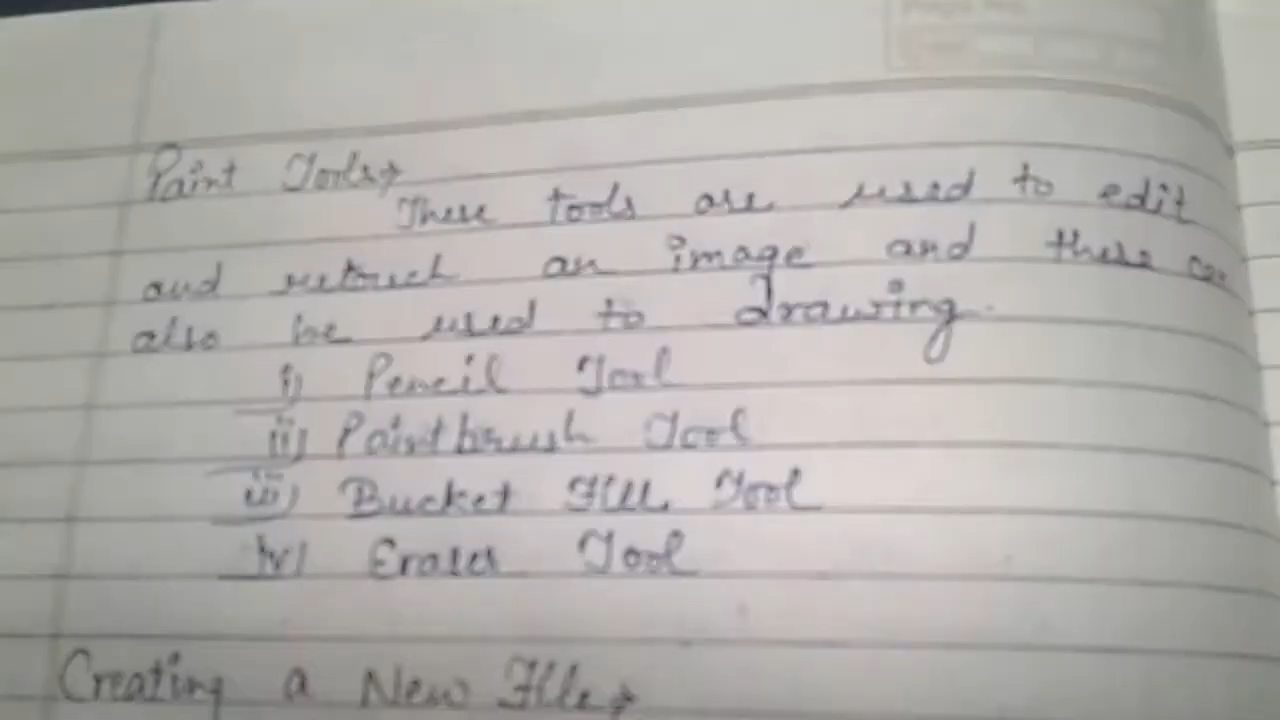 Paint Tools→
These tools are used to edit
and retouch an image and these can
also be used to drawing.
i) Pencil Tool
ii) Paintbrush Tool
iii) Bucket Fill Tool
iv) Eraser Tool
Creating a New File→